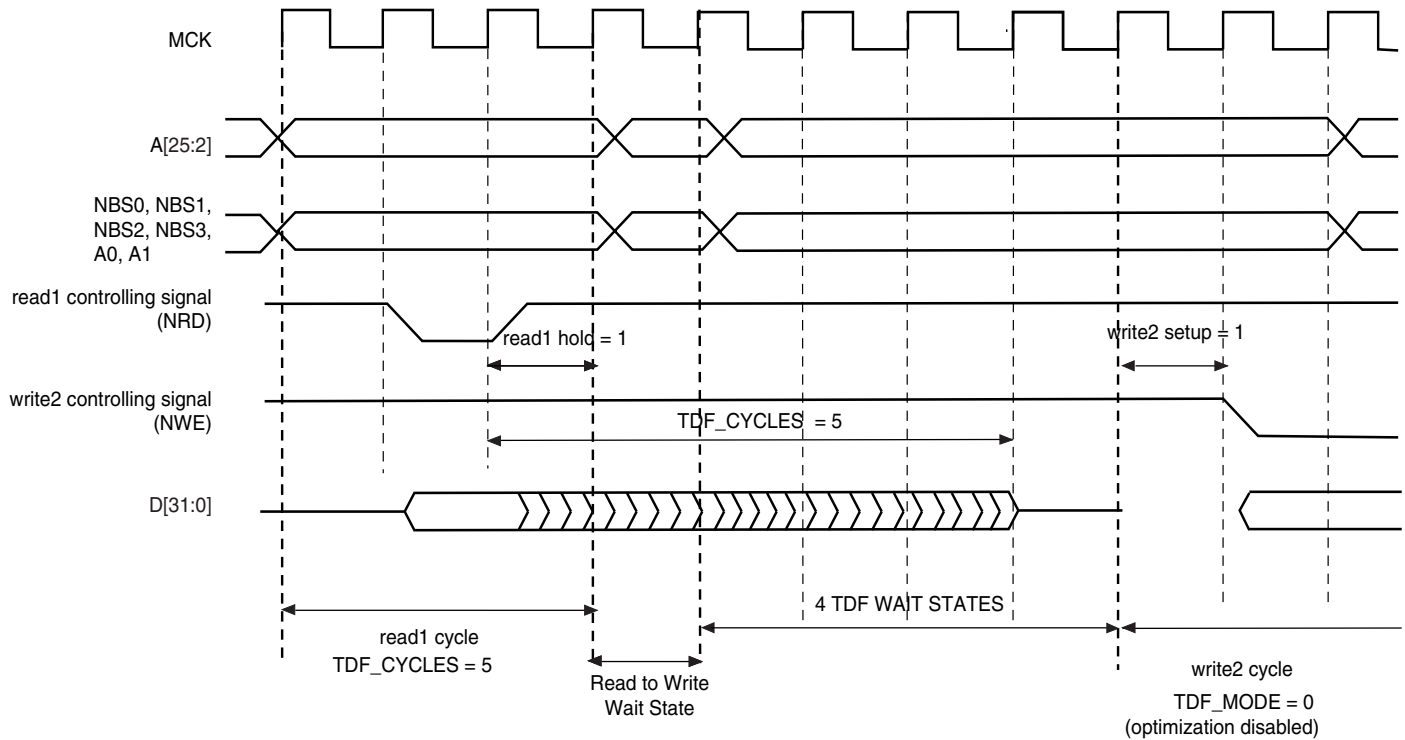 MCK
A[25:2]
NBS0, NBS1,
NBS2, NBS3,
A0, A1
read1 controlling signal
(NRD)
read1 hold = 1
write2 setup = 1
write2 controlling signal
(NWE)
TDF_CYCLES = 5
D[31:0]
4 TDF WAIT STATES
read1 cycle
TDF_CYCLES = 5
Read to Write
Wait State
write2 cycle
TDF_MODE = 0
(optimization disabled)